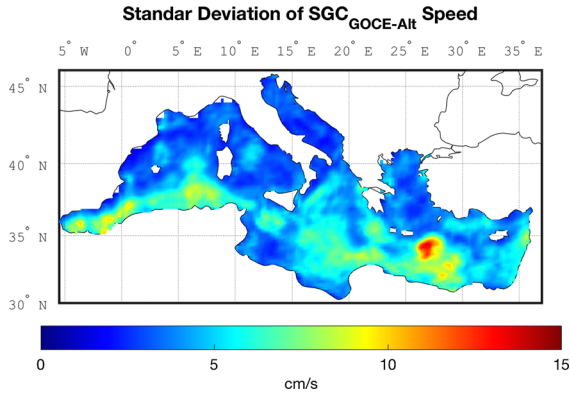 Standar Deviation of SGC GOCE-Alt Speed
5° W 0° 5° E 10° E 15° E 20° E 25° E 30° E 35° E
45° N
40° N
35° N
30° N
0 5 10 15
cm/s